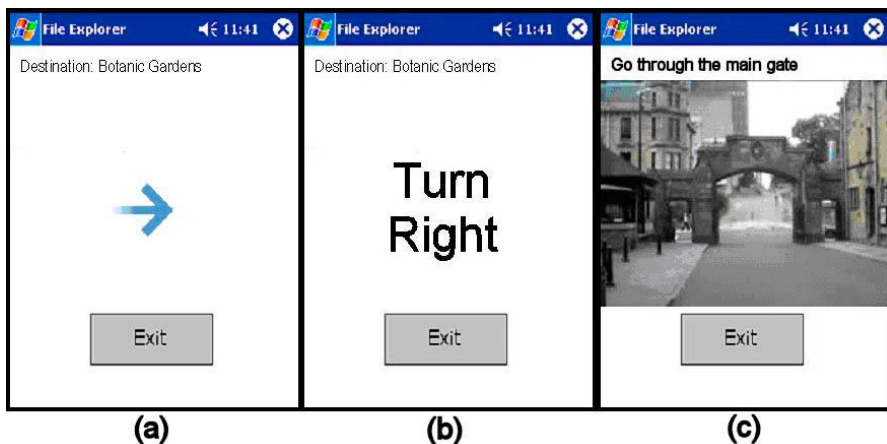 File Explorer 11:41
Destination: Botanic Gardens
Exit
(a)
File Explorer 11:41
Destination: Botanic Gardens
Turn
Right
Exit
(b)
File Explorer 11:41
Go through the main gate
Exit
(c)